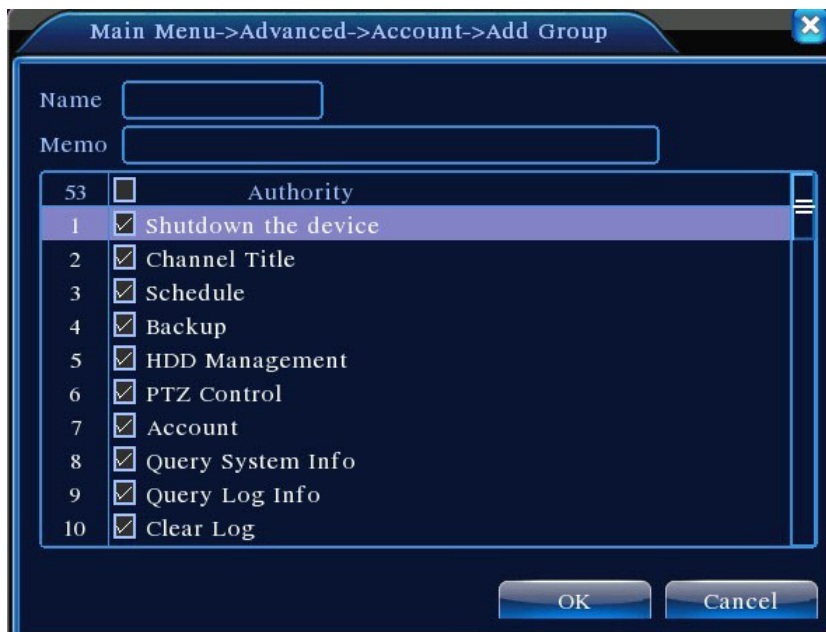 Main Menu->Advanced->Account->Add Group
Name
Memo
53 Authority
1 Shutdown the device
2 Channel Title
3 Schedule
4 Backup
5 HDD Management
6 PTZ Control
7 Account
8 Query System Info
9 Query Log Info
10 Clear Log
OK Cancel